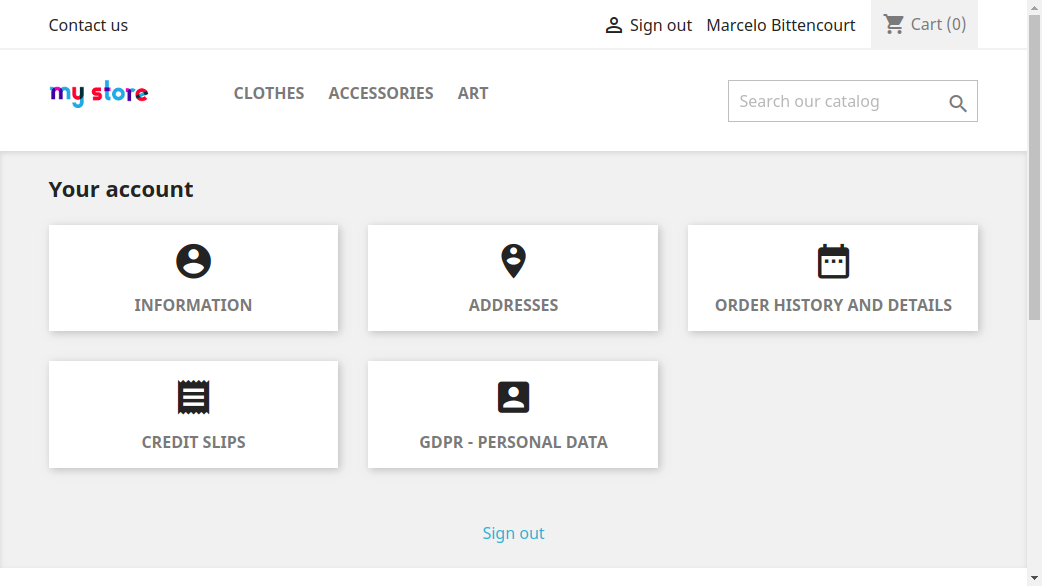 Contact us
Sign out Marcelo Bittencourt Cart (0)
my store
CLOTHES ACCESSORIES ART
Search our catalog
Your account
INFORMATION
ADDRESSES
ORDER HISTORY AND DETAILS
CREDIT SLIPS
GDPR - PERSONAL DATA
Sign out